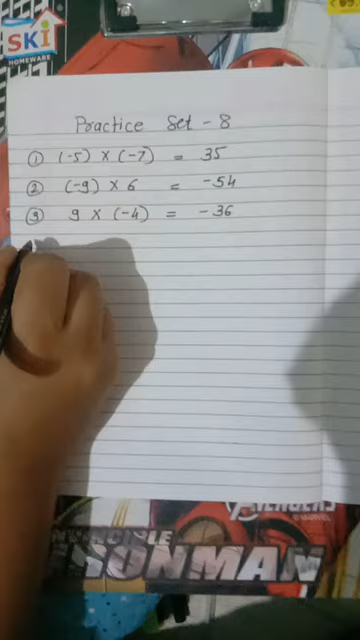 SKI
HOMEWARE
Practice Set - 8
① (-5) × (-7) = 35
② (-9) × 6 = -54
③ 9 × (-4) = -36
AVENGERS
INVINCIBLE
IRONMAN